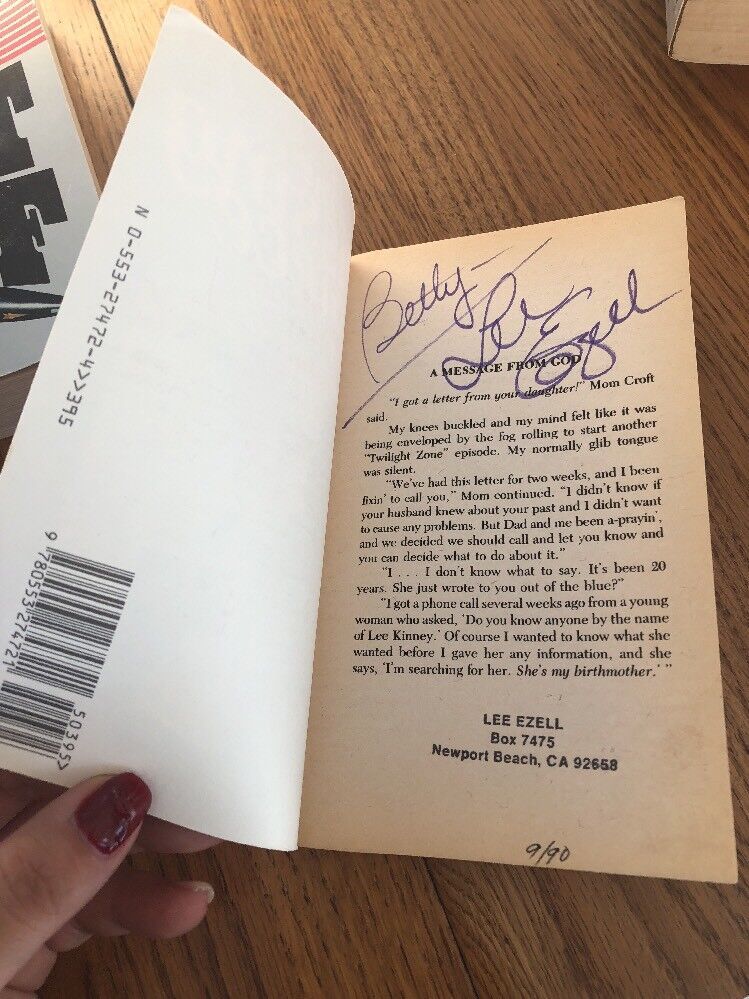 N 0-553-27472-4>>395
9 780553 274721
50395>
Betty-
Lee Ezell
A MESSAGE FROM GOD
"I got a letter from your daughter!" Mom Croft
said.
My knees buckled and my mind felt like it was
being enveloped by the fog rolling to start another
"Twilight Zone" episode. My normally glib tongue
was silent.
"We've had this letter for two weeks, and I been
fixin' to call you," Mom continued. "I didn't know if
your husband knew about your past and I didn't want
to cause any problems. But Dad and me been a-prayin',
and we decided we should call and let you know and
you can decide what to do about it."
"I . . . I don't know what to say. It's been 20
years. She just wrote to you out of the blue?"
"I got a phone call several weeks ago from a young
woman who asked, 'Do you know anyone by the name
of Lee Kinney.' Of course I wanted to know what she
wanted before I gave her any information, and she
says, 'I'm searching for her. She's my birthmother.' "
LEE EZELL
Box 7475
Newport Beach, CA 92658
9/90